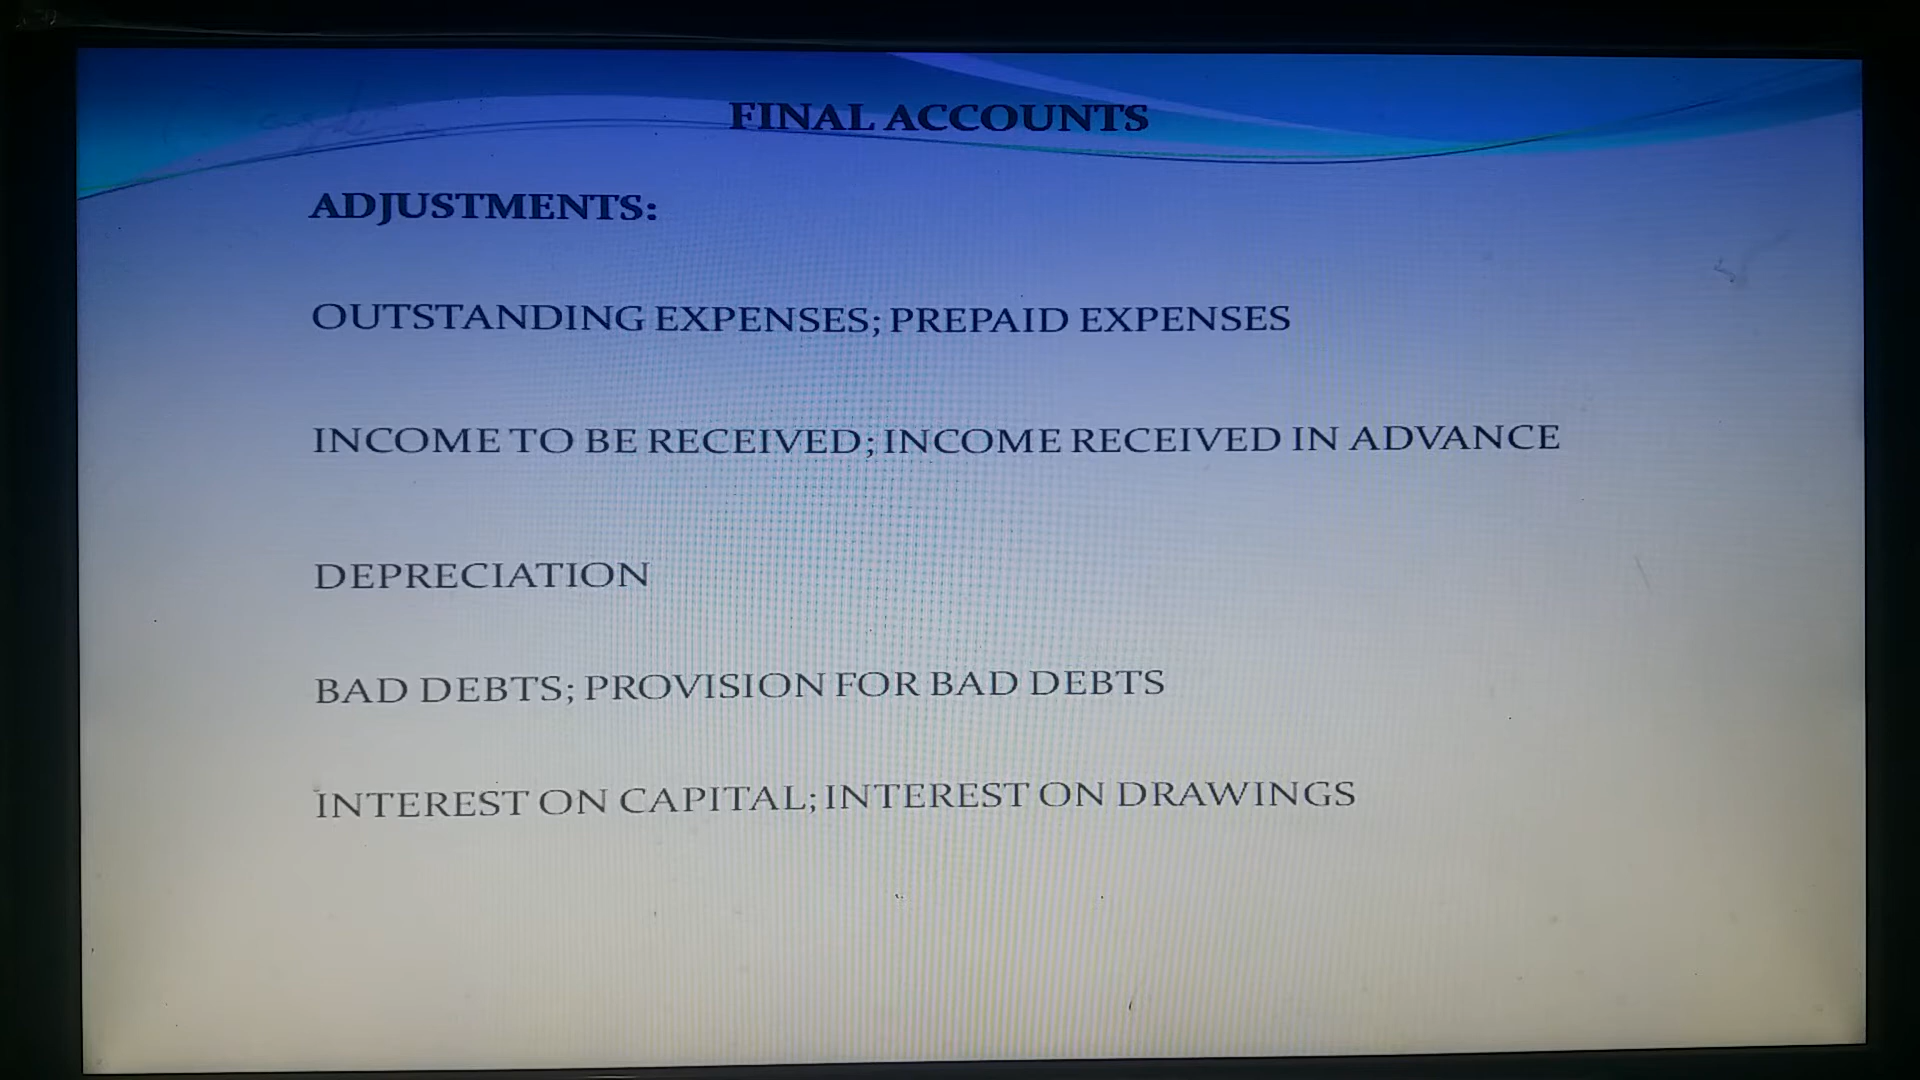 FINAL ACCOUNTS
ADJUSTMENTS:
OUTSTANDING EXPENSES; PREPAID EXPENSES
INCOME TO BE RECEIVED; INCOME RECEIVED IN ADVANCE
DEPRECIATION
BAD DEBTS; PROVISION FOR BAD DEBTS
INTEREST ON CAPITAL; INTEREST ON DRAWINGS